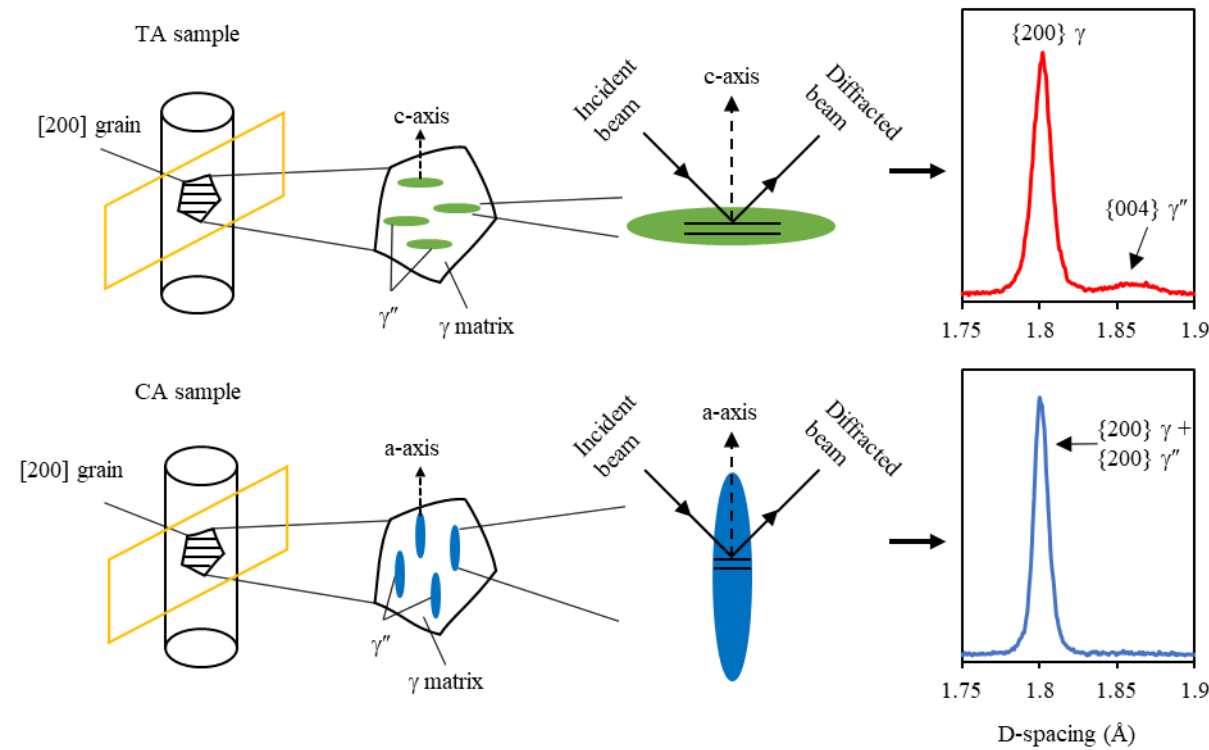 TA sample
[200] grain
c-axis
γ″
γ matrix
Incident
beam
c-axis
Diffracted
beam
{200} γ
{004} γ″
1.75 1.8 1.85 1.9
CA sample
[200] grain
a-axis
γ″
γ matrix
Incident
beam
a-axis
Diffracted
beam
{200} γ +
{200} γ″
1.75 1.8 1.85 1.9
D-spacing (Å)